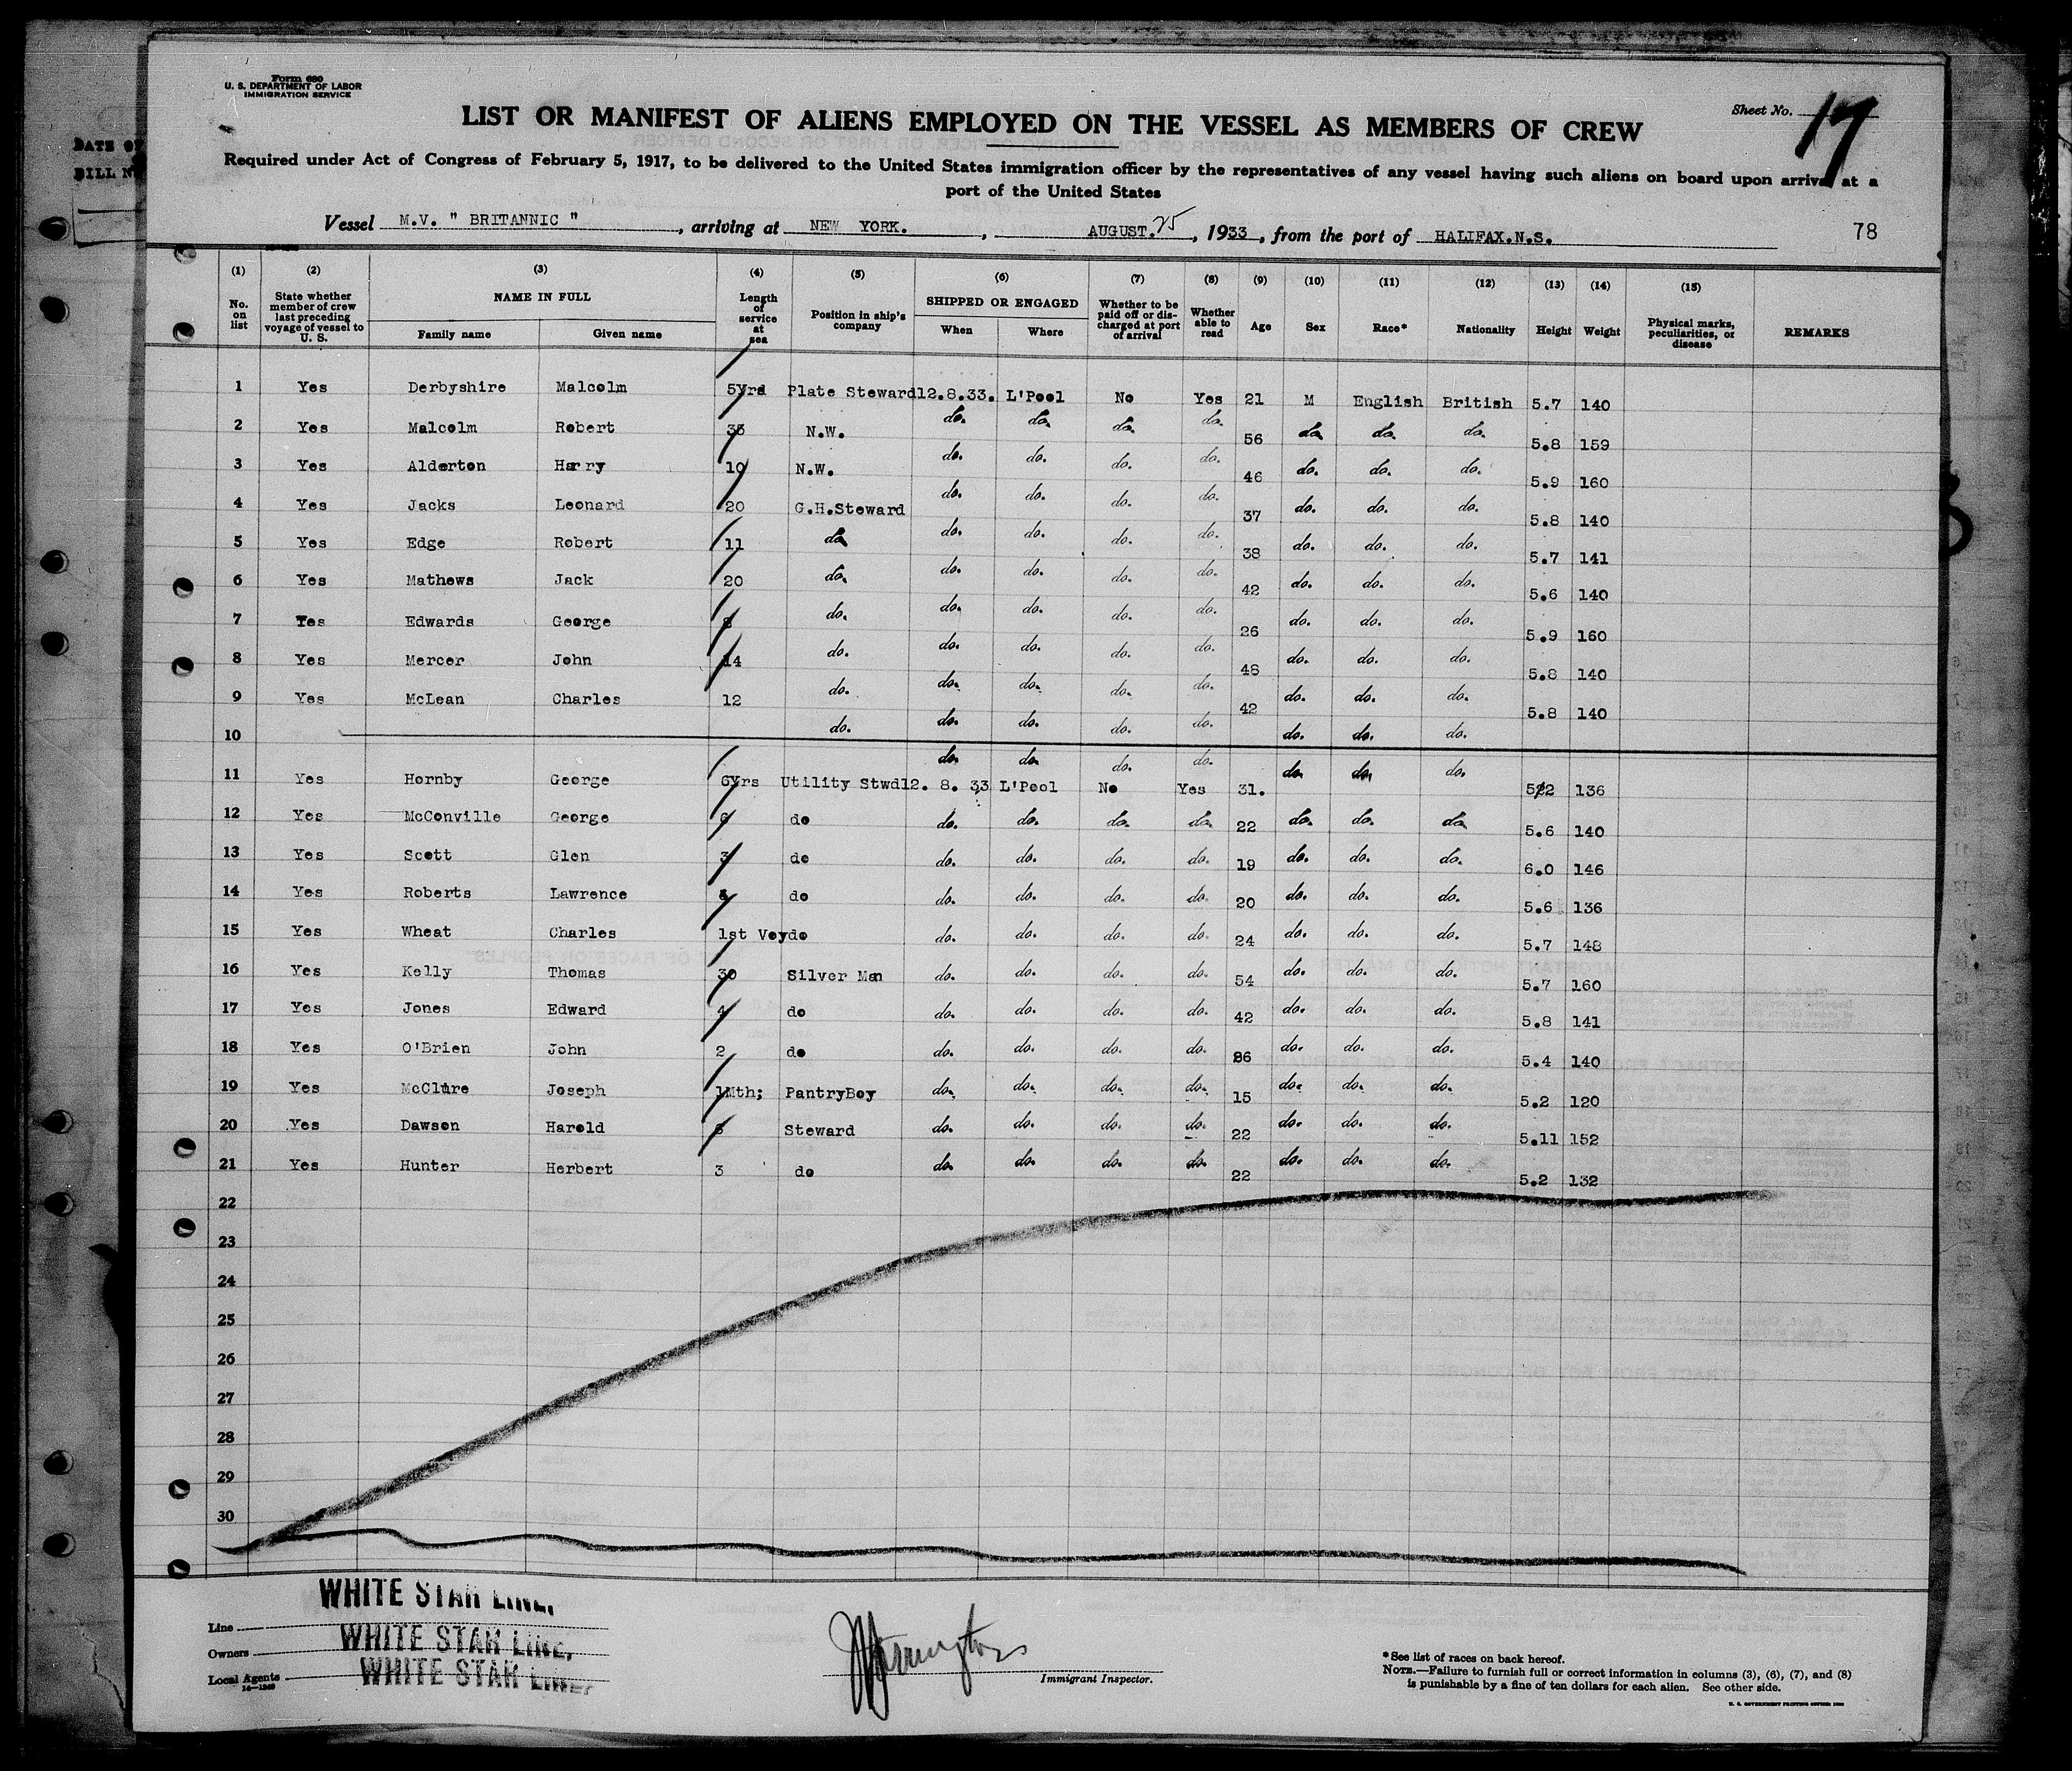 Form 680
U. S. DEPARTMENT OF LABOR
IMMIGRATION SERVICE
Sheet No. 17
LIST OR MANIFEST OF ALIENS EMPLOYED ON THE VESSEL AS MEMBERS OF CREW
Required under Act of Congress of February 5, 1917, to be delivered to the United States immigration officer by the representatives of any vessel having such aliens on board upon arrival at a
port of the United States
Vessel M.V. " BRITANNIC " , arriving at NEW YORK. , AUGUST. 25 , 1933 , from the port of HALIFAX.N.S. 78
(1) (2) (3) (4) (5) (6) (7) (8) (9) (10) (11) (12) (13) (14) (15)
No. on list State whether member of crew last preceding voyage of vessel to U. S. NAME IN FULL Family name Given name Length of service at sea Position in ship's company SHIPPED OR ENGAGED When Where Whether to be paid off or discharged at port of arrival Whether able to read Age Sex Race* Nationality Height Weight Physical marks, peculiarities, or disease REMARKS
1 Yes Derbyshire Malcolm 5Yrs Plate Steward 12.8.33. L'Pool No Yes 21 M English British 5.7 140
2 Yes Malcolm Robert N.W. do. do. do. do. 56 do. do. do. 5.8 159
3 Yes Alderton Harry 10 N.W. do. do. do. do. 46 do. do. do. 5.9 160
4 Yes Jacks Leonard 20 G.H.Steward do. do. do. do. 37 do. do. do. 5.8 140
5 Yes Edge Robert 11 do. do. do. do. do. 38 do. do. do. 5.7 141
6 Yes Mathews Jack 20 do. do. do. do. do. 42 do. do. do. 5.6 140
7 Yes Edwards George do. do. do. do. do. 26 do. do. do. 5.9 160
8 Yes Mercer John 14 do. do. do. do. do. 48 do. do. do. 5.8 140
9 Yes McLean Charles 12 do. do. do. do. do. 42 do. do. do. 5.8 140
10 do. do. do. do. do. do. do. do.
do. do. do. do. do. do. do.
11 Yes Hornby George 6Yrs Utility Stwd 12. 8. 33 L'Pool No Yes 31. 136
12 Yes McConville George do do. do. do. do. 22 do. do. do. 5.6 140
13 Yes Scott Glen 3 do do. do. do. do. 19 do. do. do. 6.0 146
14 Yes Roberts Lawrence do do. do. do. do. 20 do. do. do. 5.6 136
15 Yes Wheat Charles 1st Voy do do. do. do. do. 24 do. do. do. 5.7 148
16 Yes Kelly Thomas 30 Silver Man do. do. do. do. 54 do. do. do. 5.7 160
17 Yes Jones Edward 4 do do. do. do. do. 42 do. do. do. 5.8 141
18 Yes O'Brien John 2 do do. do. do. do. do. do. do. 5.4 140
19 Yes McClure Joseph 1Mth; PantryBoy do. do. do. do. 15 do. do. do. 5.2 120
20 Yes Dawson Harold Steward do. do. do. do. 22 do. do. do. 5.11 152
21 Yes Hunter Herbert 3 do do. do. do. do. 22 do. do. do. 5.2 132
22
23
24
25
26
27
28
29
30
WHITE STAR LINE.
Line
Owners WHITE STAR LINE,
Local Agents WHITE STAR LINE,
14-1240
Immigrant Inspector.
* See list of races on back hereof.
NOTE.—Failure to furnish full or correct information in columns (3), (6), (7), and (8)
is punishable by a fine of ten dollars for each alien. See other side.
DATE OF
BILL N